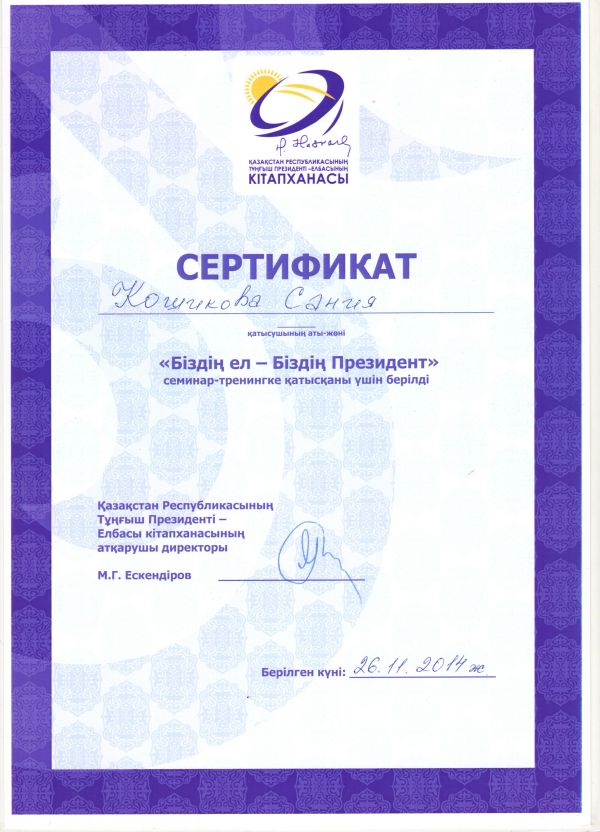 ҚАЗАҚСТАН РЕСПУБЛИКАСЫНЫҢ
ТҰҢҒЫШ ПРЕЗИДЕНТІ –ЕЛБАСЫНЫҢ
КІТАПХАНАСЫ
СЕРТИФИКАТ
Кошикова Сания
қатысушының аты-жөні
«Біздің ел – Біздің Президент»
семинар-тренингке қатысқаны үшін берілді
Қазақстан Республикасының
Тұңғыш Президенті –
Елбасы кітапханасының
атқарушы директоры
М.Г. Ескендіров
Берілген күні: 26.11.2014ж